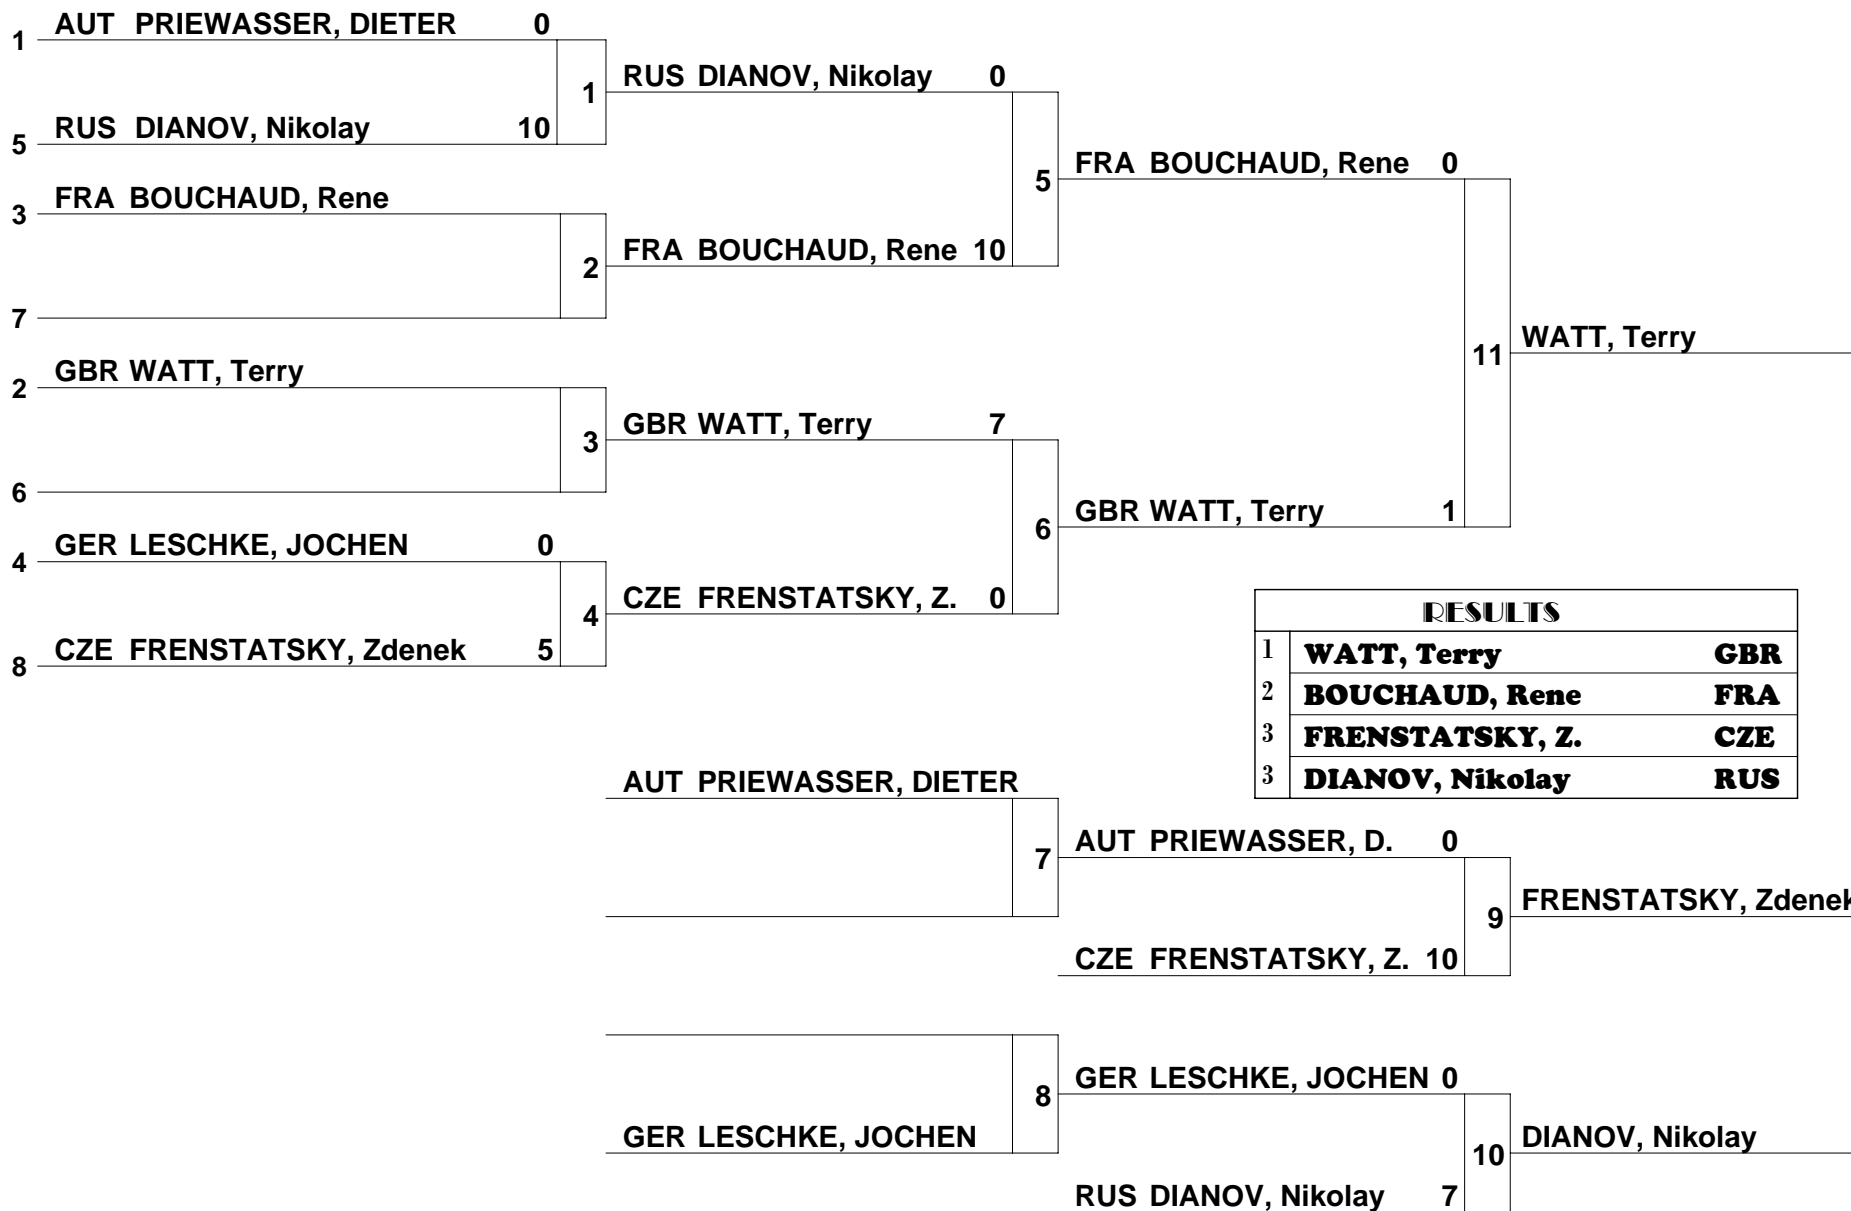 1 AUT PRIEWASSER, DIETER 0
1 RUS DIANOV, Nikolay 0
5 RUS DIANOV, Nikolay 10
5 FRA BOUCHAUD, Rene 0
3 FRA BOUCHAUD, Rene
2 FRA BOUCHAUD, Rene 10
7
11 WATT, Terry
2 GBR WATT, Terry
3 GBR WATT, Terry 7
6
6 GBR WATT, Terry 1
4 GER LESCHKE, JOCHEN 0
4 CZE FRENSTATSKY, Z. 0
8 CZE FRENSTATSKY, Zdenek 5
RESULTS
1 WATT, Terry GBR
2 BOUCHAUD, Rene FRA
3 FRENSTATSKY, Z. CZE
3 DIANOV, Nikolay RUS
AUT PRIEWASSER, DIETER
7 AUT PRIEWASSER, D. 0
9 FRENSTATSKY, Zdenek
CZE FRENSTATSKY, Z. 10
8 GER LESCHKE, JOCHEN 0
GER LESCHKE, JOCHEN
10 DIANOV, Nikolay
RUS DIANOV, Nikolay 7